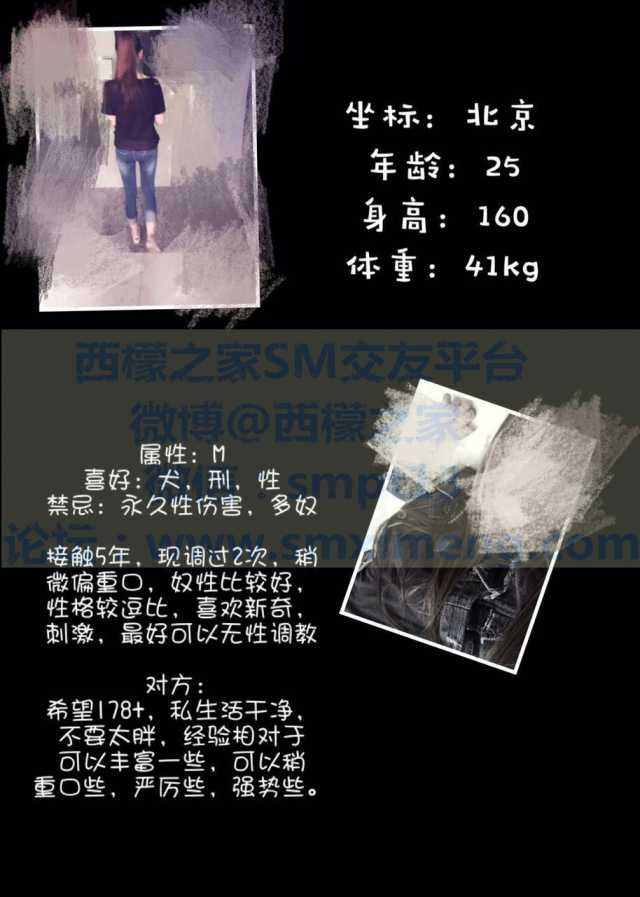 坐标：北京
年龄：25
身高：160
体重：41kg
西檬之家SM交友平台
微博@西檬之家
属性：M
喜好：犬，刑，性
禁忌：永久性伤害，多奴
论坛：www.smximeng.com
接触5年，现调过2次，稍
微偏重口，奴性比较好，
性格较逗比，喜欢新奇，
刺激，最好可以无性调教
对方：
希望178+，私生活干净，
不要太胖，经验相对于
可以丰富一些，可以稍
重口些，严厉些，强势些。